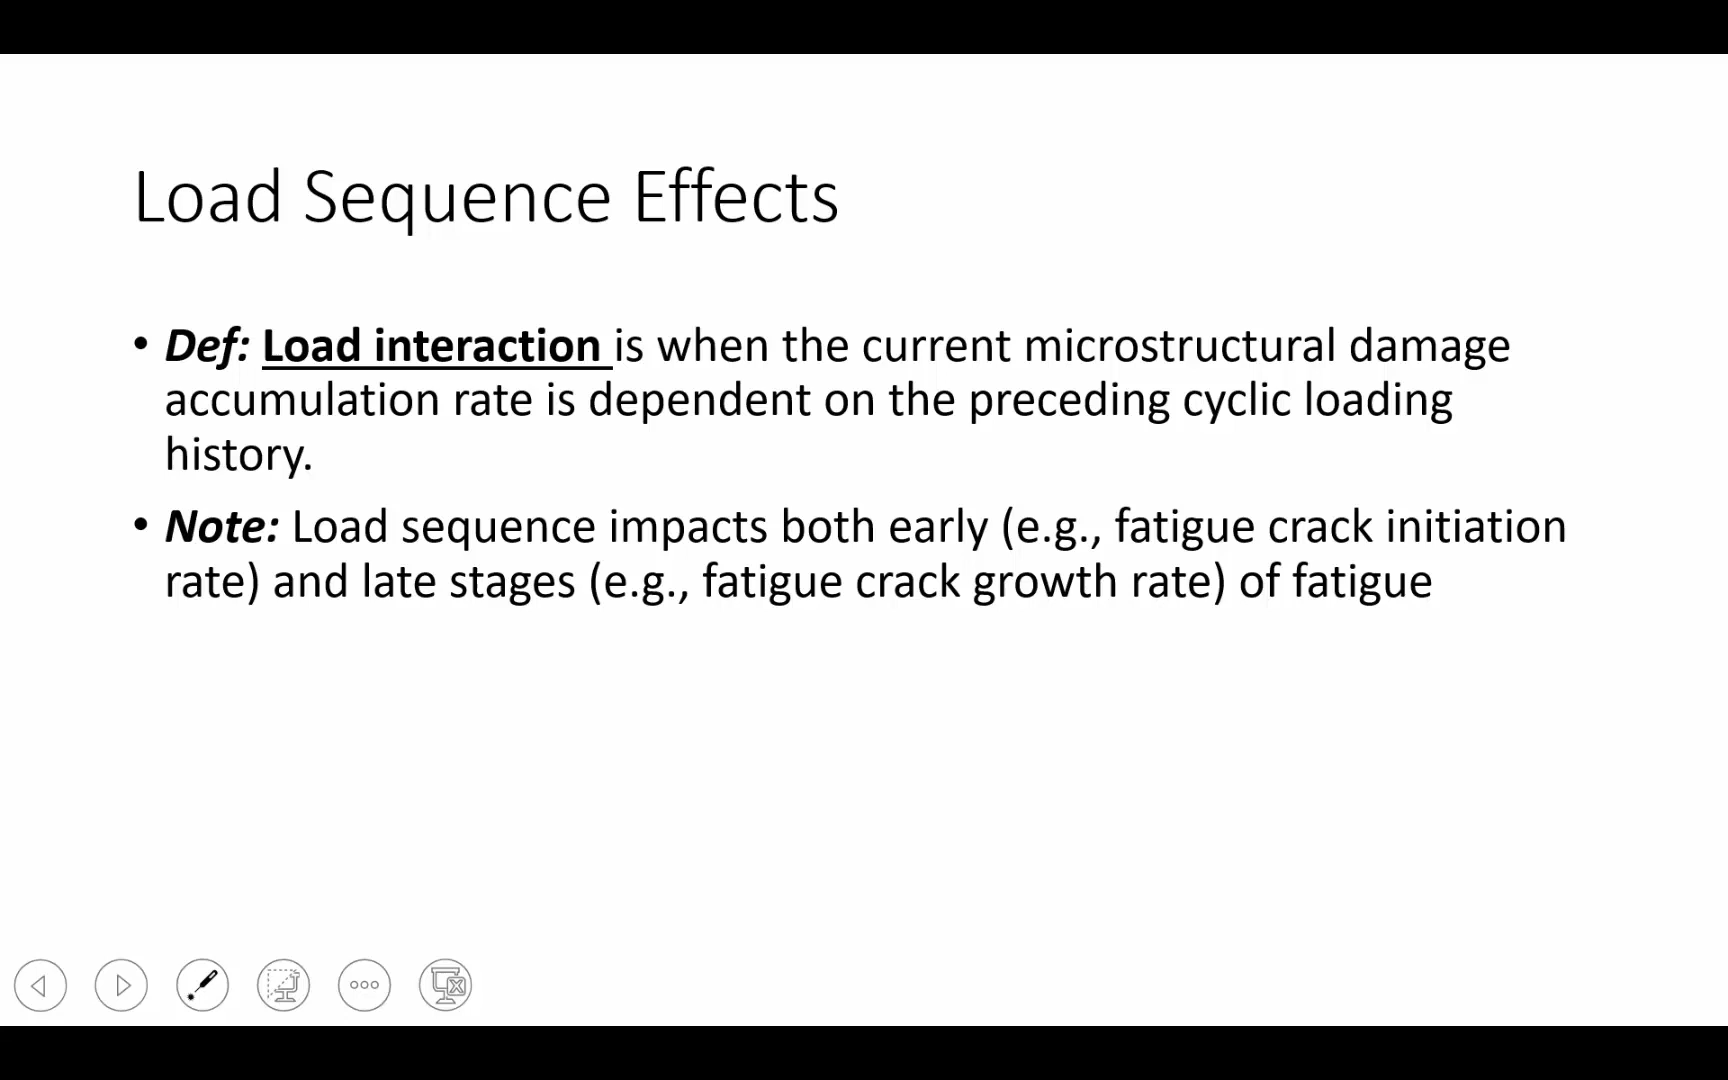 Load Sequence Effects
• Def: Load interaction is when the current microstructural damage
accumulation rate is dependent on the preceding cyclic loading
history.
• Note: Load sequence impacts both early (e.g., fatigue crack initiation
rate) and late stages (e.g., fatigue crack growth rate) of fatigue